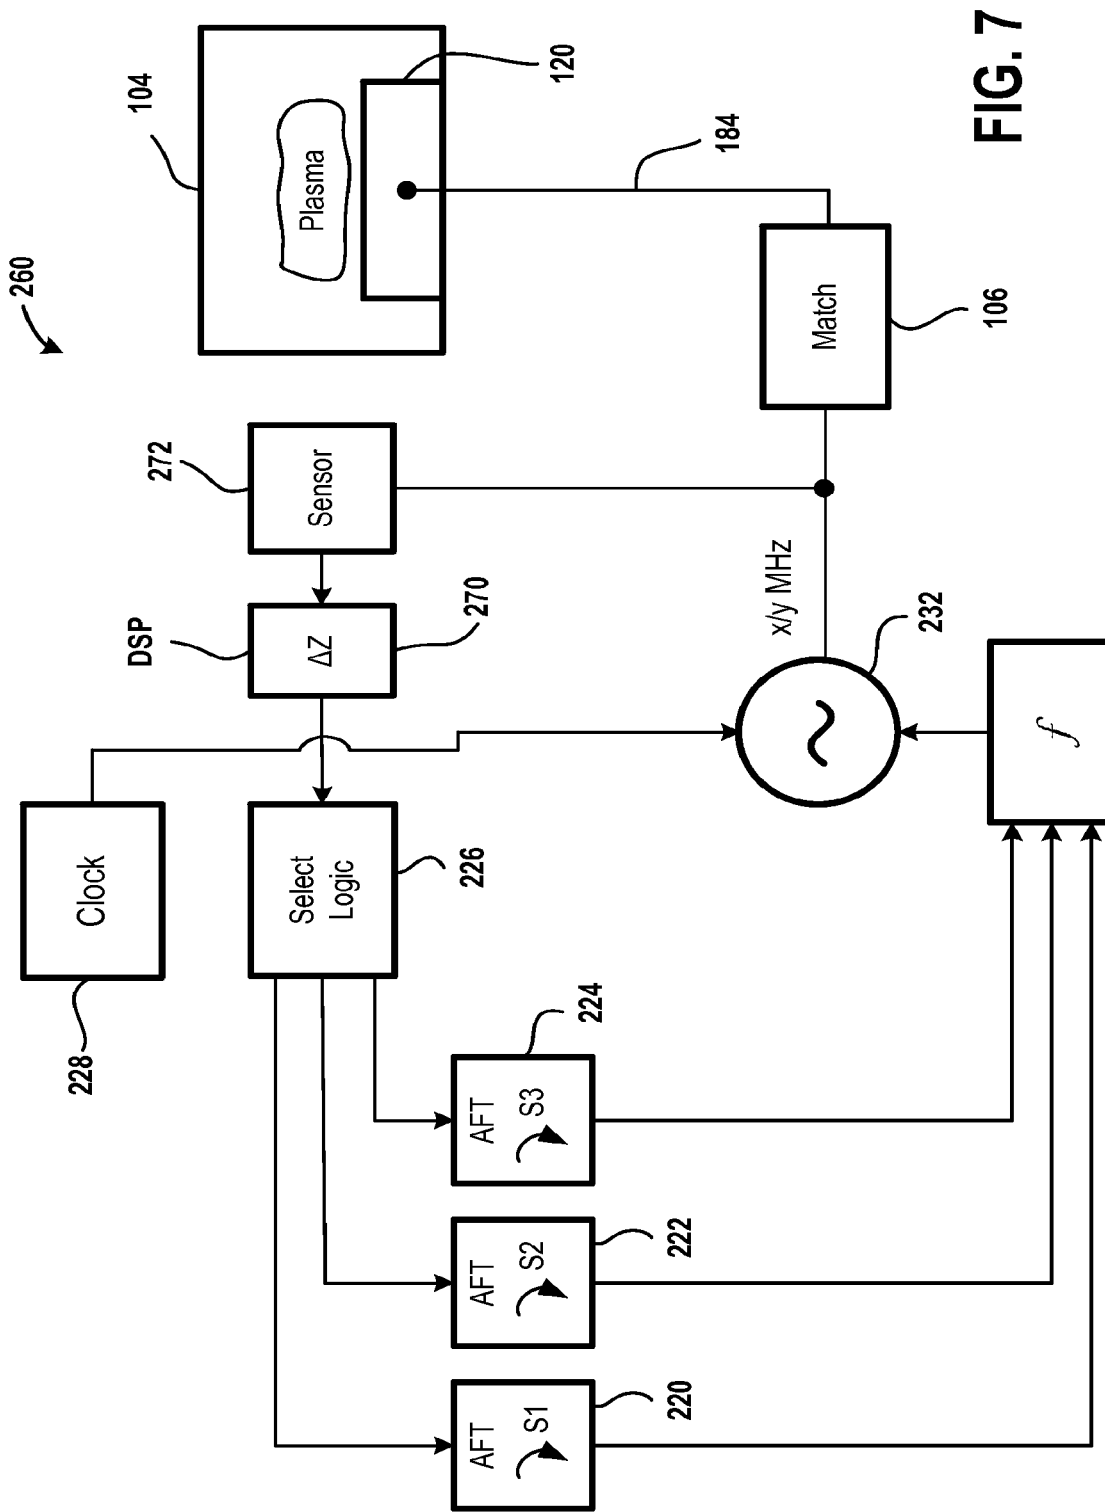 260
228
Clock
DSP
272
104
Select
Logic
ΔZ
Sensor
Plasma
226
270
120
AFT
S1
AFT
S2
AFT
S3
220
222
224
x/y MHz
184
Match
232
106
f
FIG. 7